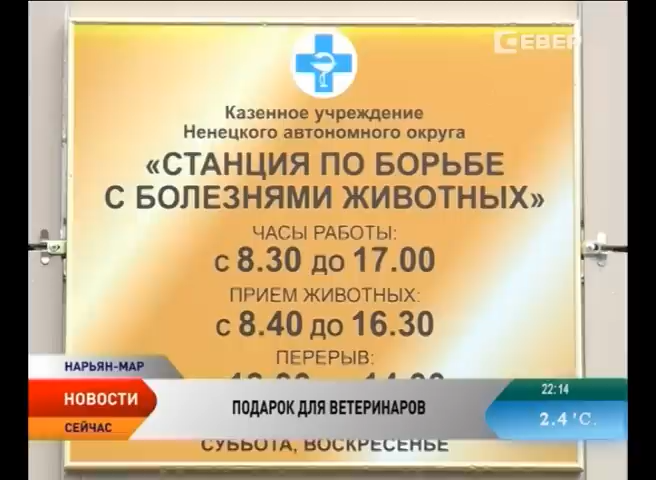 СЕВЕР
Казенное учреждение
Ненецкого автономного округа
«СТАНЦИЯ ПО БОРЬБЕ
С БОЛЕЗНЯМИ ЖИВОТНЫХ»
ЧАСЫ РАБОТЫ:
с 8.30 до 17.00
ПРИЕМ ЖИВОТНЫХ:
с 8.40 до 16.30
ПЕРЕРЫВ:
НАРЬЯН-МАР
НОВОСТИ
СЕЙЧАС
ПОДАРОК ДЛЯ ВЕТЕРИНАРОВ
22:14
2.4 °C.
СУББОТА, ВОСКРЕСЕНЬЕ